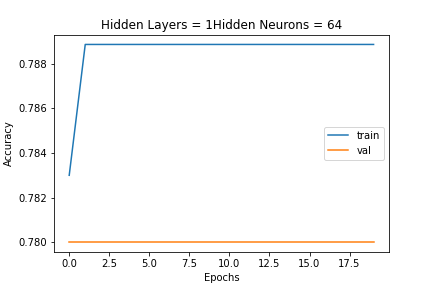 Hidden Layers = 1Hidden Neurons = 64
0.788
0.786
0.784
0.782
0.780
Accuracy
train
val
0.0 2.5 5.0 7.5 10.0 12.5 15.0 17.5
Epochs